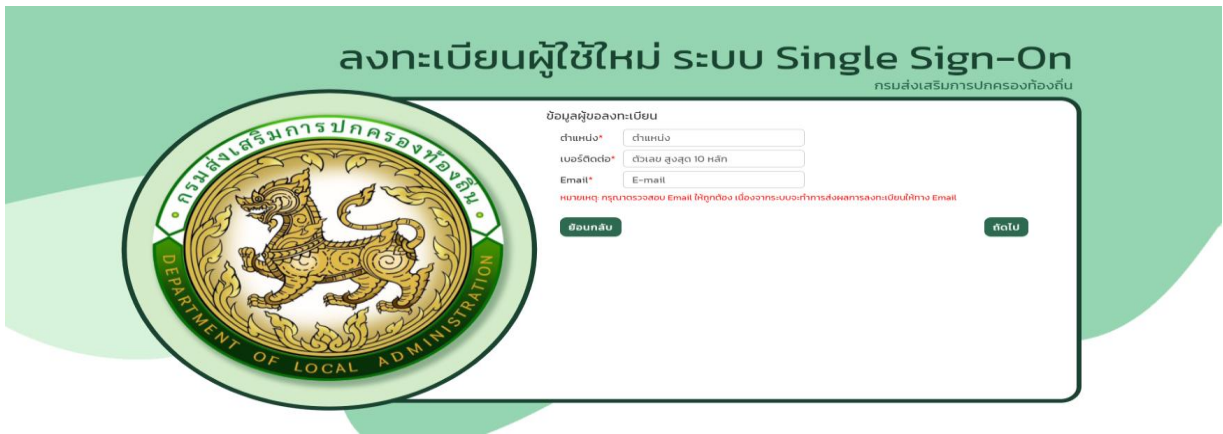 ลงทะเบียนผู้ใช้ใหม่ ระบบ Single Sign-On
กรมส่งเสริมการปกครองท้องถิ่น
กรมส่งเสริมการปกครองท้องถิ่น
DEPARTMENT OF LOCAL ADMINISTRATION
ข้อมูลผู้ขอลงทะเบียน
ตำแหน่ง* ตำแหน่ง
เบอร์ติดต่อ* ตัวเลข สูงสุด 10 หลัก
Email* E-mail
หมายเหตุ: กรุณาตรวจสอบ Email ให้ถูกต้อง เนื่องจากระบบจะทำการส่งผลการลงทะเบียนให้ทาง Email
ย้อนกลับ ถัดไป